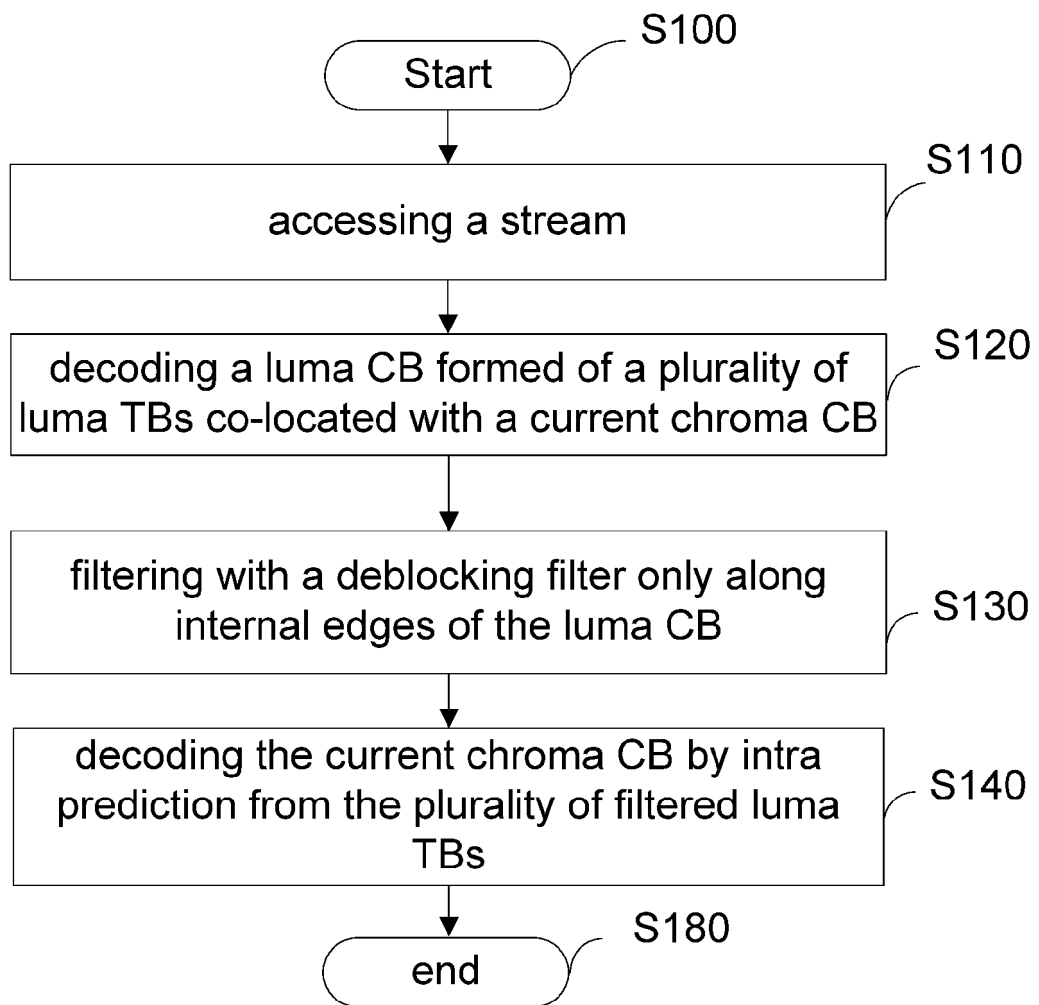 S100
Start
S110
accessing a stream
S120
decoding a luma CB formed of a plurality of
luma TBs co-located with a current chroma CB
filtering with a deblocking filter only along
internal edges of the luma CB
S130
decoding the current chroma CB by intra
prediction from the plurality of filtered luma
TBs
S140
S180
end